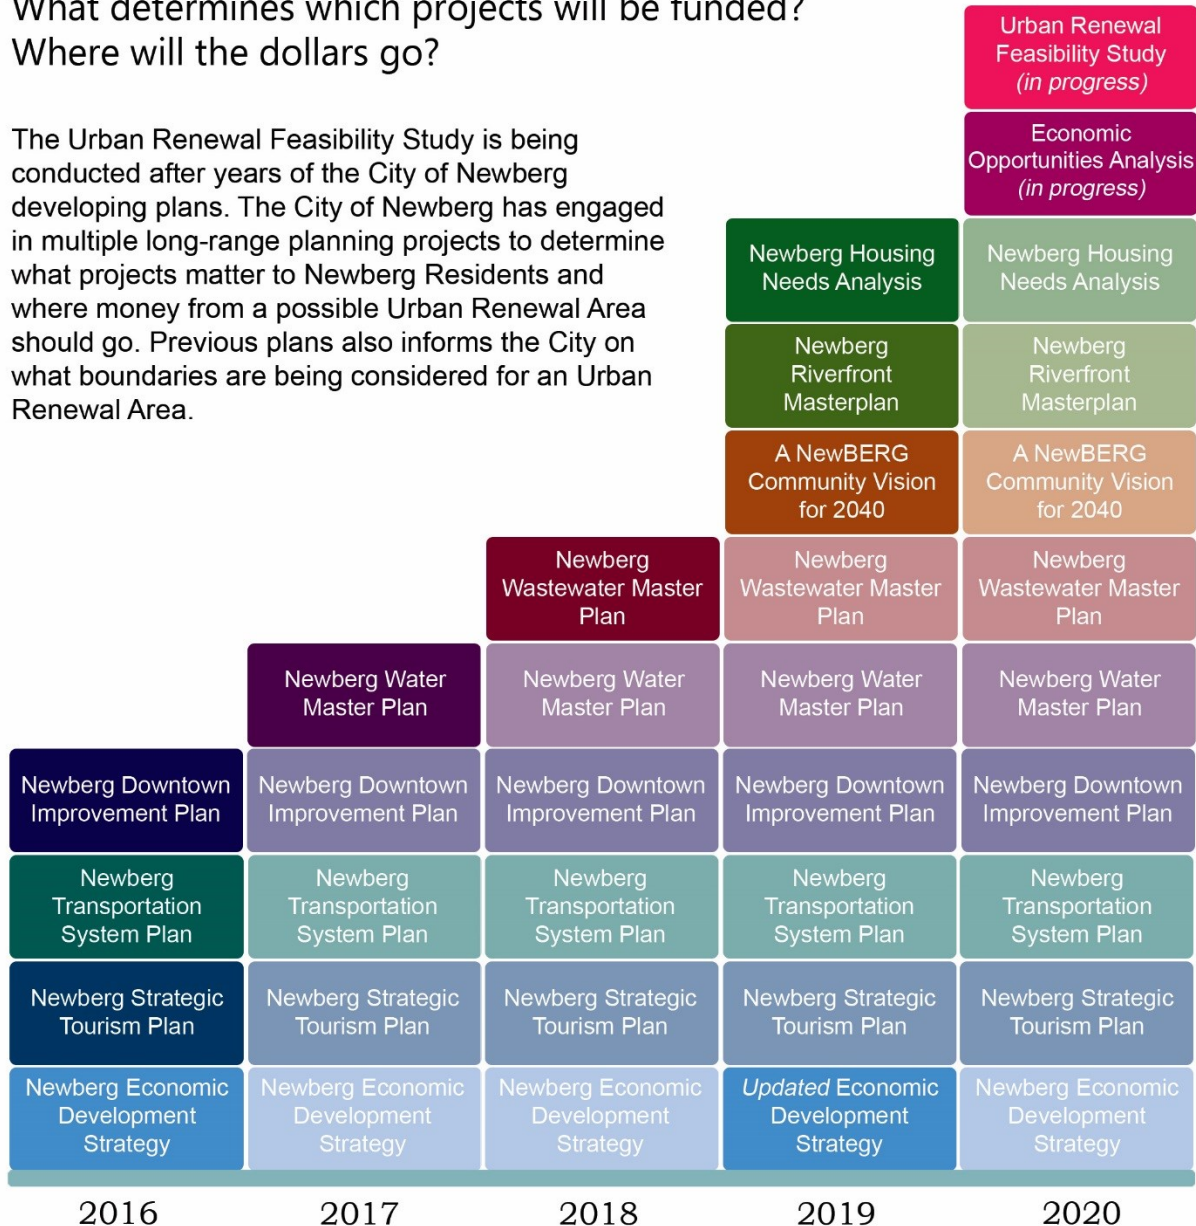 What determines which projects will be funded?
Where will the dollars go?
The Urban Renewal Feasibility Study is being
conducted after years of the City of Newberg
developing plans. The City of Newberg has engaged
in multiple long-range planning projects to determine
what projects matter to Newberg Residents and
where money from a possible Urban Renewal Area
should go. Previous plans also informs the City on
what boundaries are being considered for an Urban
Renewal Area.
Urban Renewal
Feasibility Study
(in progress)
Economic
Opportunities Analysis
(in progress)
Newberg Housing
Needs Analysis
Newberg Housing
Needs Analysis
Newberg
Riverfront
Masterplan
Newberg
Riverfront
Masterplan
A NewBERG
Community Vision
for 2040
A NewBERG
Community Vision
for 2040
Newberg
Wastewater Master
Plan
Newberg
Wastewater Master
Plan
Newberg
Wastewater Master
Plan
Newberg Water
Master Plan
Newberg Water
Master Plan
Newberg Water
Master Plan
Newberg Water
Master Plan
Newberg Downtown
Improvement Plan
Newberg Downtown
Improvement Plan
Newberg Downtown
Improvement Plan
Newberg Downtown
Improvement Plan
Newberg Downtown
Improvement Plan
Newberg
Transportation
System Plan
Newberg
Transportation
System Plan
Newberg
Transportation
System Plan
Newberg
Transportation
System Plan
Newberg
Transportation
System Plan
Newberg Strategic
Tourism Plan
Newberg Strategic
Tourism Plan
Newberg Strategic
Tourism Plan
Newberg Strategic
Tourism Plan
Newberg Strategic
Tourism Plan
Newberg Economic
Development
Strategy
Newberg Economic
Development
Strategy
Newberg Economic
Development
Strategy
Updated Economic
Development
Strategy
Newberg Economic
Development
Strategy
2016
2017
2018
2019
2020